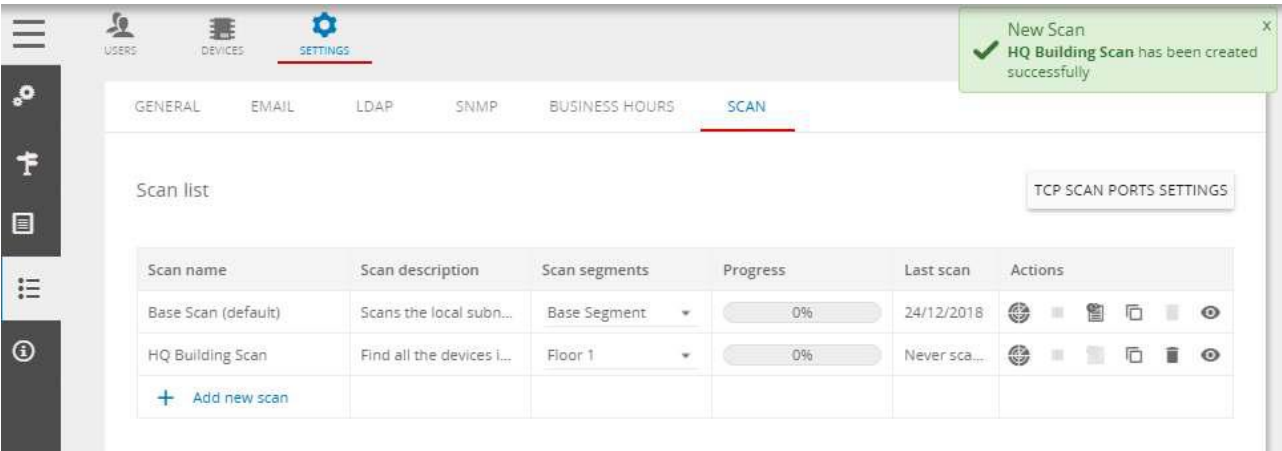 USERS DEVICES SETTINGS
New Scan x
HQ Building Scan has been created
successfully
GENERAL EMAIL LDAP SNMP BUSINESS HOURS SCAN
Scan list
TCP SCAN PORTS SETTINGS
Scan name Scan description Scan segments Progress Last scan Actions
Base Scan (default) Scans the local subn... Base Segment 0% 24/12/2018
HQ Building Scan Find all the devices i... Floor 1 0% Never sca...
+ Add new scan